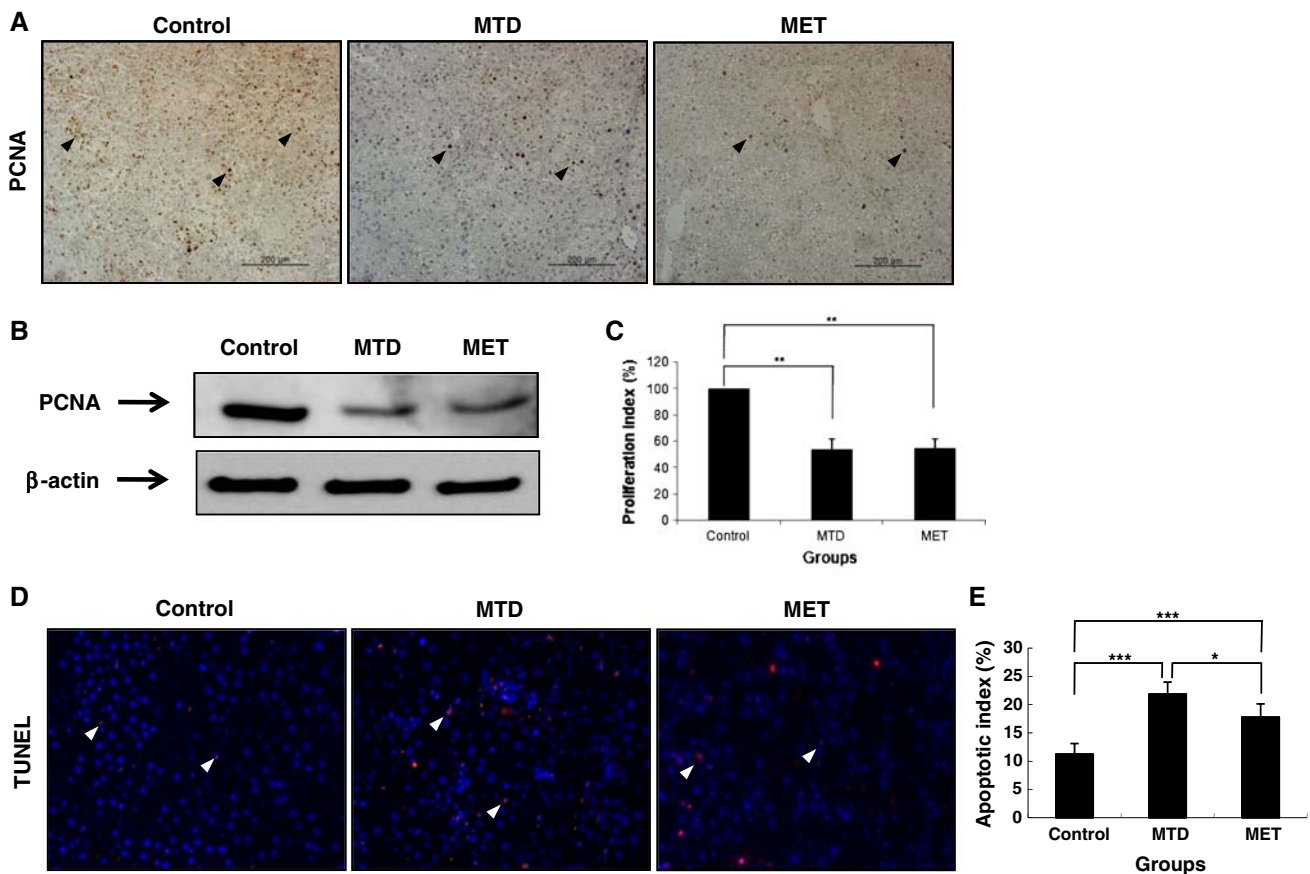 A
Control MTD MET
PCNA
200 µm 200 µm 200 µm
B
Control MTD MET
PCNA
β-actin
C
** 
**
120
100
80
60
40
20
0
Proliferation index (%)
Control MTD MET
Groups
D
Control MTD MET
TUNEL
E
***
*** *
30
25
20
15
10
5
0
Apoptotic index (%)
Control MTD MET
Groups